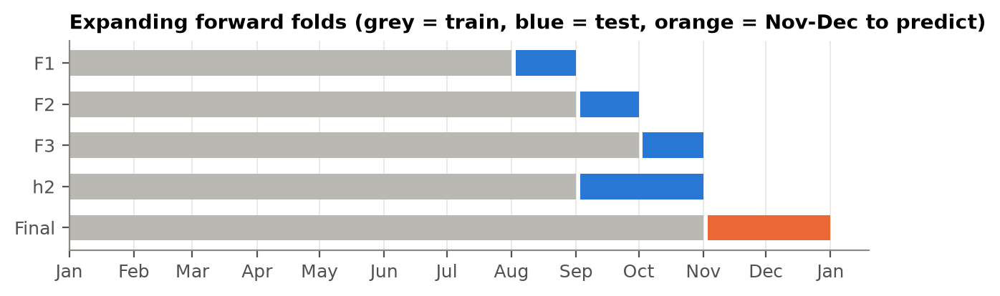 Expanding forward folds (grey = train, blue = test, orange = Nov-Dec to predict)
F1
F2
F3
h2
Final
Jan Feb Mar Apr May Jun Jul Aug Sep Oct Nov Dec Jan